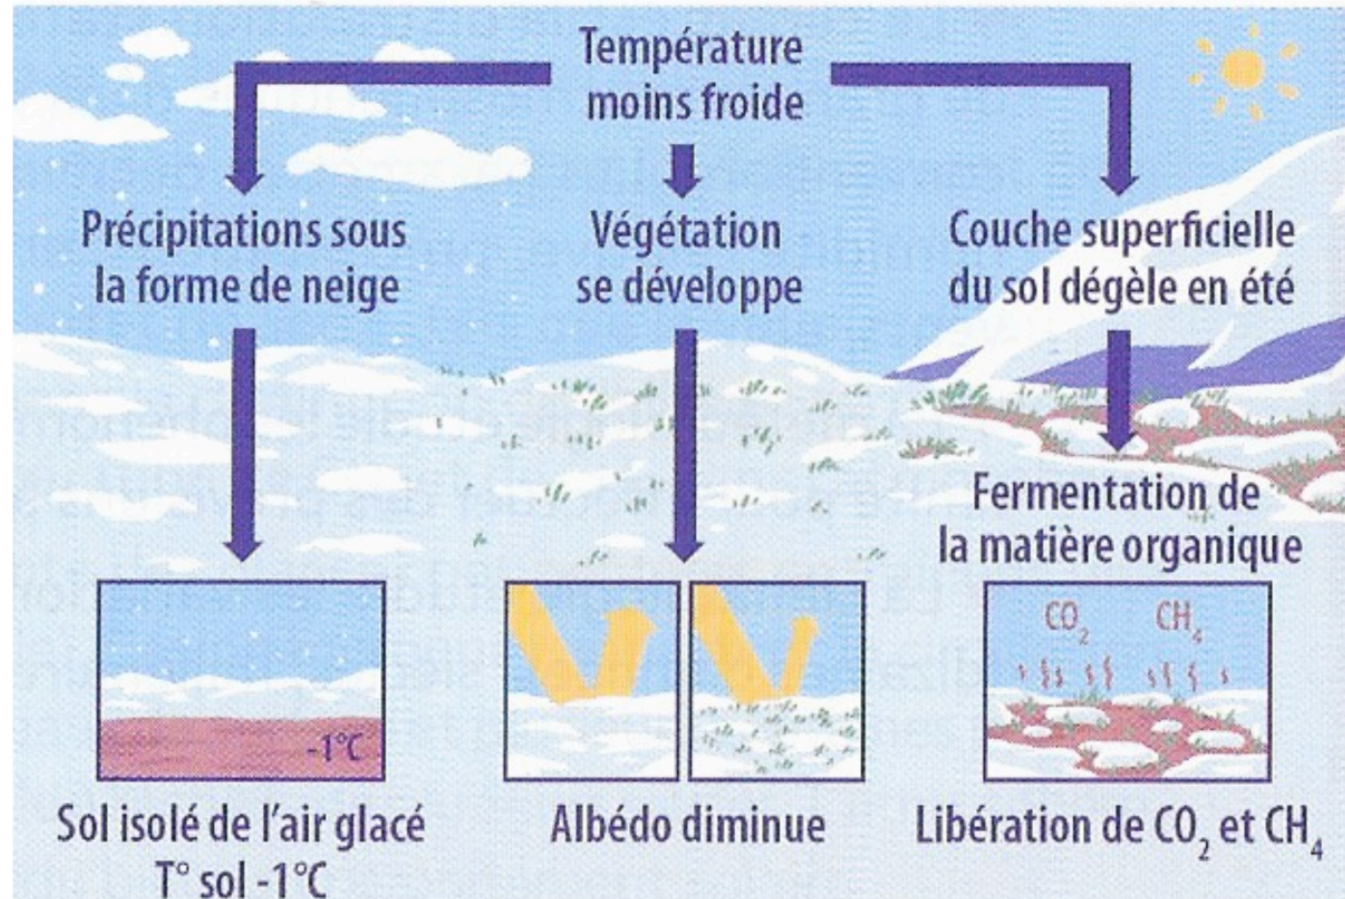 Température
moins froide
Précipitations sous
la forme de neige
Végétation
se développe
Couche superficielle
du sol dégèle en été
Fermentation de
la matière organique
-1°C
CO₂ CH₄
Sol isolé de l'air glacé
T° sol -1°C
Albédo diminue
Libération de CO₂ et CH₄